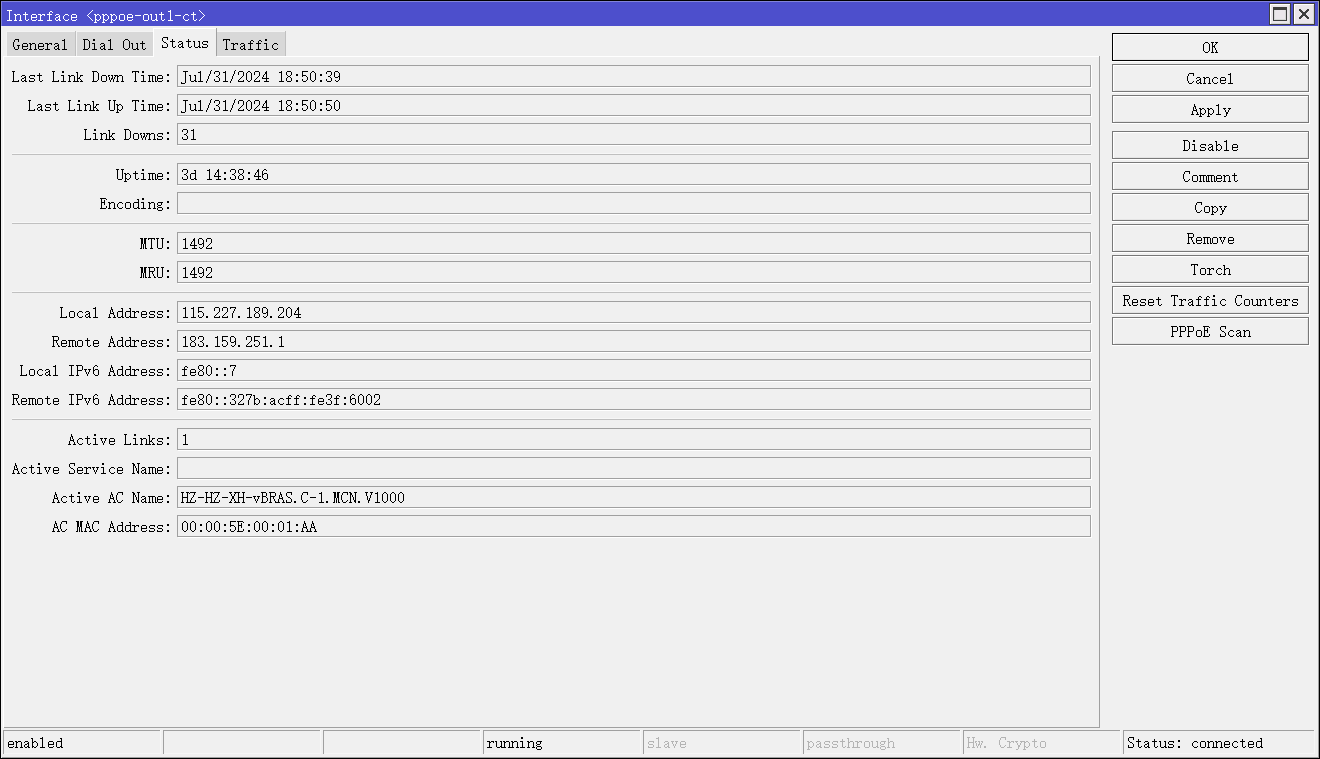 Interface <pppoe-out1-ct>
General Dial Out Status Traffic
Last Link Down Time: Jul/31/2024 18:50:39
Last Link Up Time: Jul/31/2024 18:50:50
Link Downs: 31
Uptime: 3d 14:38:46
Encoding:
MTU: 1492
MRU: 1492
Local Address: 115.227.189.204
Remote Address: 183.159.251.1
Local IPv6 Address: fe80::7
Remote IPv6 Address: fe80::327b:acff:fe3f:6002
Active Links: 1
Active Service Name:
Active AC Name: HZ-HZ-XH-vBRAS.C-1.MCN.V1000
AC MAC Address: 00:00:5E:00:01:AA
OK
Cancel
Apply
Disable
Comment
Copy
Remove
Torch
Reset Traffic Counters
PPPoE Scan
enabled running slave passthrough Hw. Crypto Status: connected